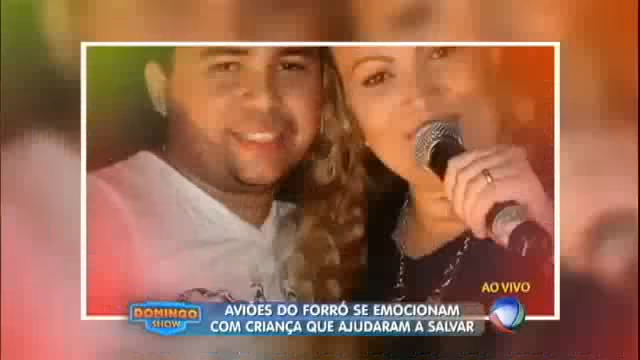 AO VIVO
DOMINGO
SHOW
AVIÕES DO FORRÓ SE EMOCIONAM
COM CRIANÇA QUE AJUDARAM A SALVAR